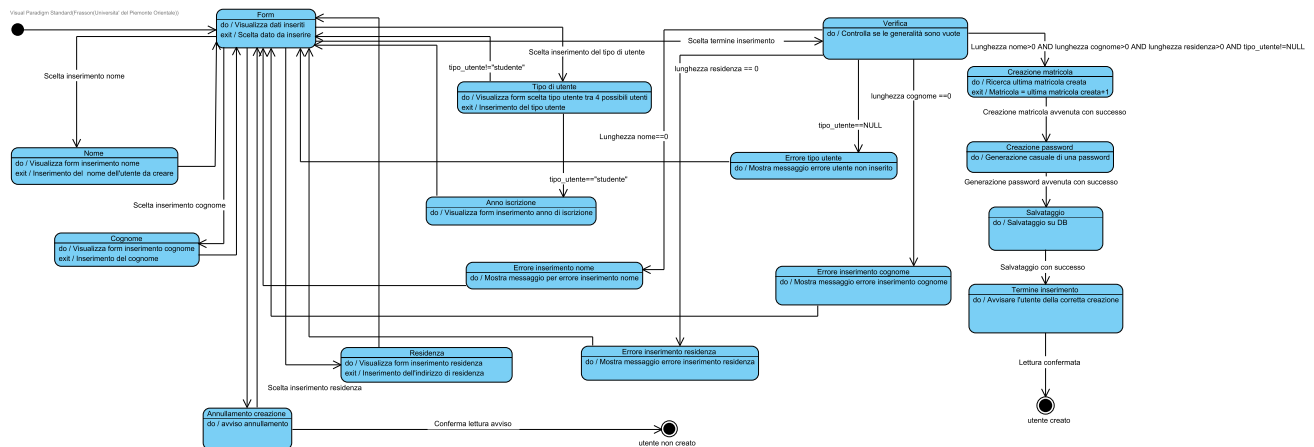 Visual Paradigm Standard(Frasson(Universita' del Piemonte Orientale))
Form
do / Visualizza dati inseriti
exit / Scelta dato da inserire
Verifica
do / Controlla se le generalità sono vuote
Scelta termine inserimento
Lunghezza nome>0 AND lunghezza cognome>0 AND lunghezza residenza>0 AND tipo_utente!=NULL
Scelta inserimento del tipo di utente
tipo_utente!="studente"
lunghezza residenza == 0
Scelta inserimento nome
Creazione matricola
do / Ricerca ultima matricola creata
exit / Matricola = ultima matricola creata+1
Tipo di utente
do / Visualizza form scelta tipo utente tra 4 possibili utenti
exit / Inserimento del tipo utente
lunghezza cognome ==0
Creazione matricola avvenuta con successo
tipo_utente==NULL
Lunghezza nome==0
Creazione password
do / Generazione casuale di una password
Nome
do / Visualizza form inserimento nome
exit / Inserimento del  nome dell'utente da creare
Errore tipo utente
do / Mostra messaggio errore utente non inserito
tipo_utente=="studente"
Generazione password avvenuta con successo
Anno iscrizione
do / Visualizza form inserimento anno di iscrizione
Scelta inserimento cognome
Salvataggio
do / Salvataggio su DB
Cognome
do / Visualizza form inserimento cognome
exit / Inserimento del cognome
Errore inserimento nome
do / Mostra messaggio per errore inserimento nome
Errore inserimento cognome
do / Mostra messaggio errore inserimento cognome
Salvataggio con successo
Termine inserimento
do / Avvisare l'utente della corretta creazione
Residenza
do / Visualizza form inserimento residenza
exit / Inserimento dell'indirizzo di residenza
Errore inserimento residenza
do / Mostra messaggio errore inserimento residenza
Lettura confermata
Scelta inserimento residenza
Annullamento creazione
do / avviso annullamento
Conferma lettura avviso
utente creato
utente non creato